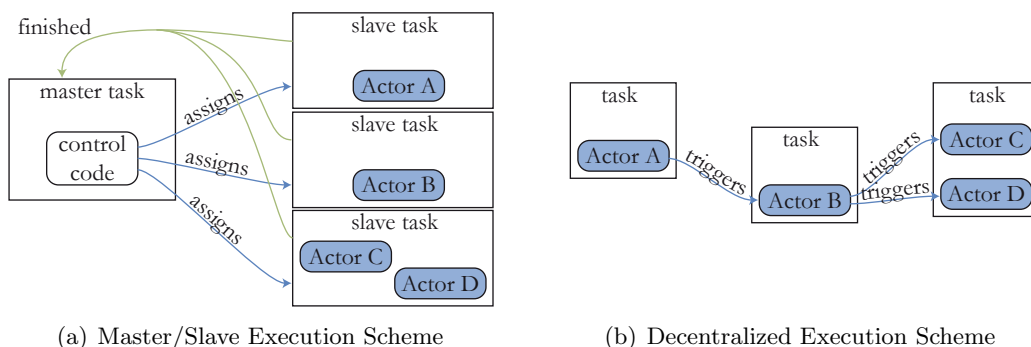 finished
master task
control
code
assigns
assigns
assigns
slave task
Actor A
slave task
Actor B
slave task
Actor C
Actor D
(a) Master/Slave Execution Scheme
task
Actor A
triggers
task
Actor B
triggers
triggers
task
Actor C
Actor D
(b) Decentralized Execution Scheme